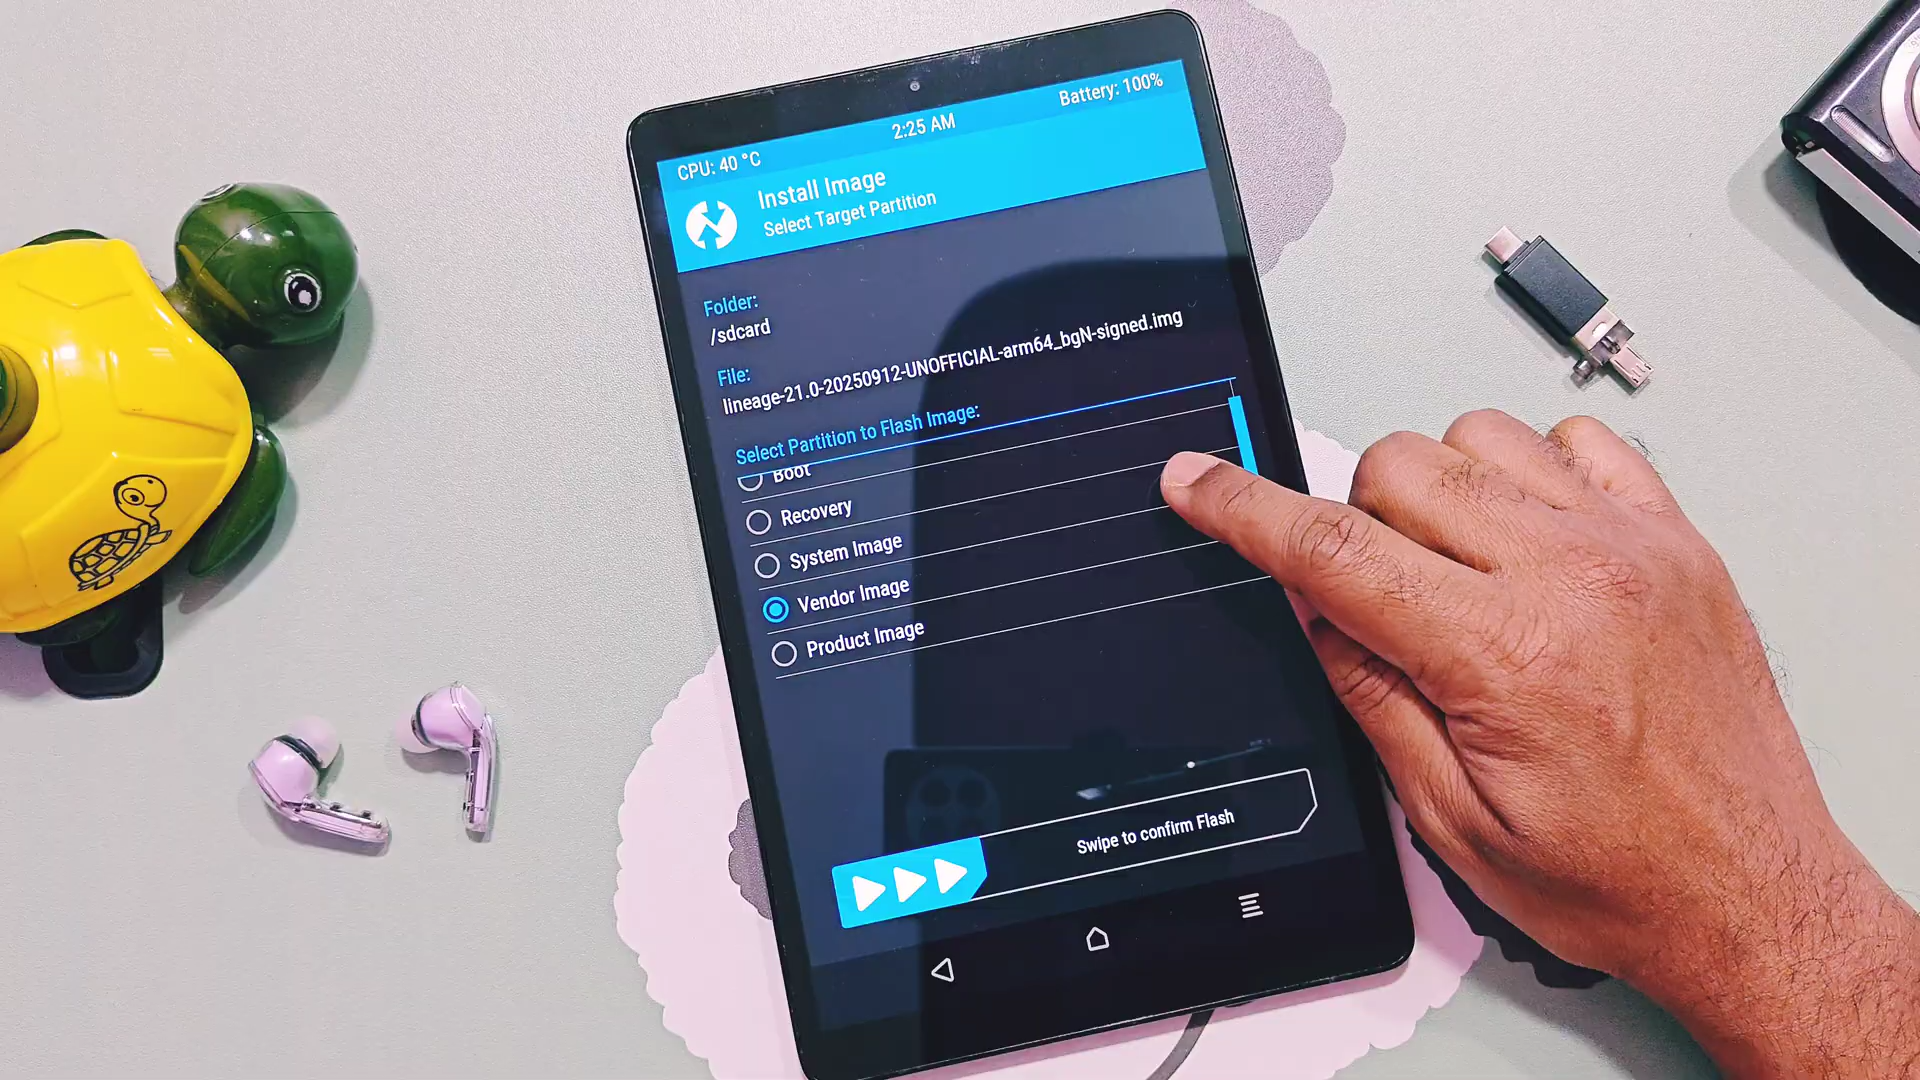 Battery: 100%
2:25 AM
CPU: 40 °C
Install Image
Select Target Partition
Folder:
/sdcard
File:
lineage-21.0-20250912-UNOFFICIAL-arm64_bgN-signed.img
Select Partition to Flash Image:
Boot
Recovery
System Image
Vendor Image
Product Image
Swipe to confirm Flash